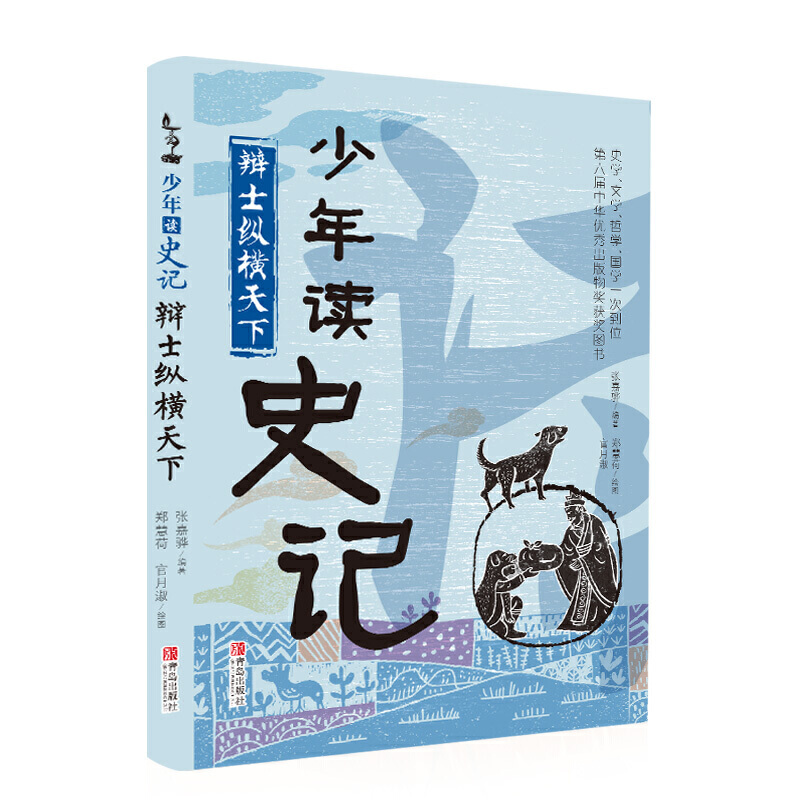 少年读
史记
辩士纵横天下
史学、文学、哲学、国学一次到位
第六届中华优秀出版物奖获奖图书
张嘉骅/编著 郑慧荷/绘图
官月淑
少年读史记
辩士纵横天下
张嘉骅/编著
郑慧荷 官月淑/绘图
青岛出版社